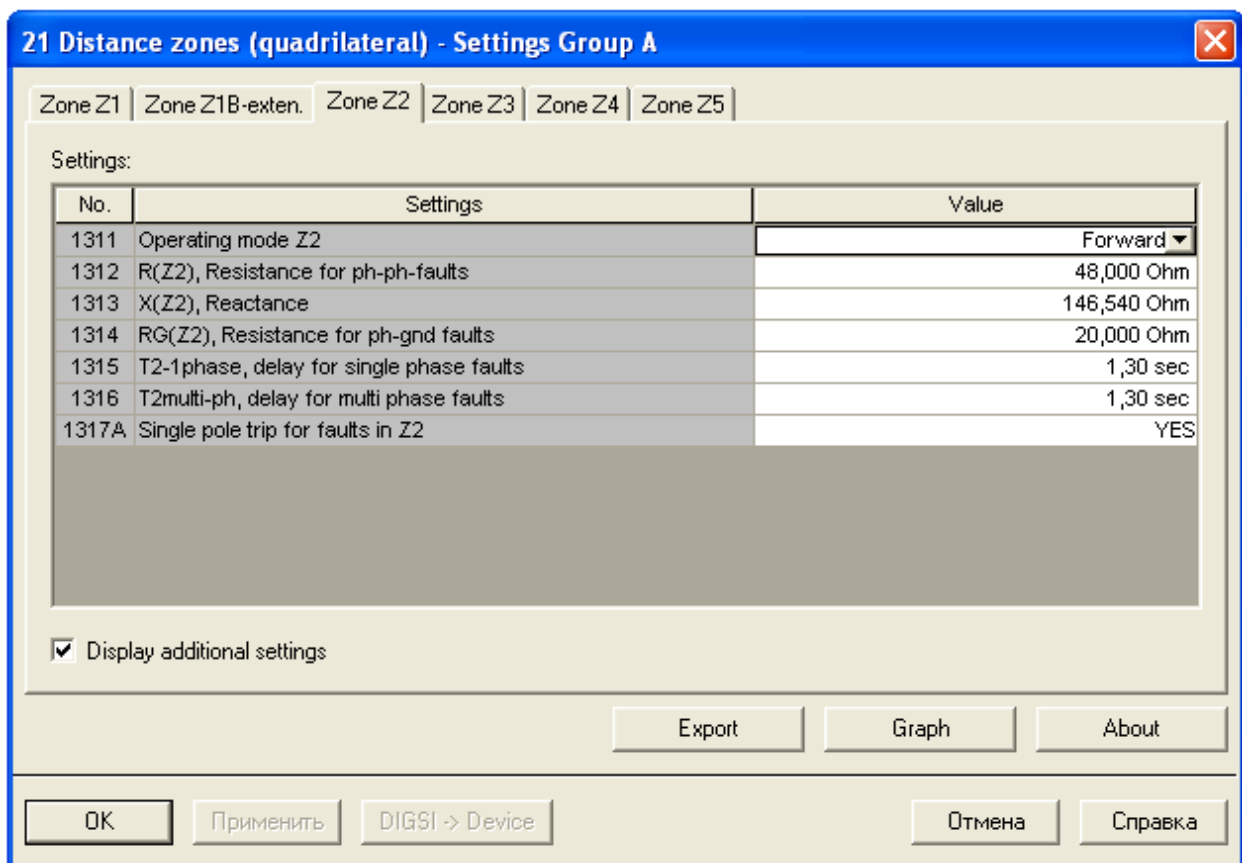 21 Distance zones (quadrilateral) - Settings Group A
Zone Z1 Zone Z1B-exten. Zone Z2 Zone Z3 Zone Z4 Zone Z5
Settings:
No. Settings Value
1311 Operating mode Z2 Forward
1312 R(Z2), Resistance for ph-ph-faults 48,000 Ohm
1313 X(Z2), Reactance 146,540 Ohm
1314 RG(Z2), Resistance for ph-gnd faults 20,000 Ohm
1315 T2-1phase, delay for single phase faults 1,30 sec
1316 T2multi-ph, delay for multi phase faults 1,30 sec
1317A Single pole trip for faults in Z2 YES
Display additional settings
Export Graph About
OK Применить DIGSI -> Device Отмена Справка